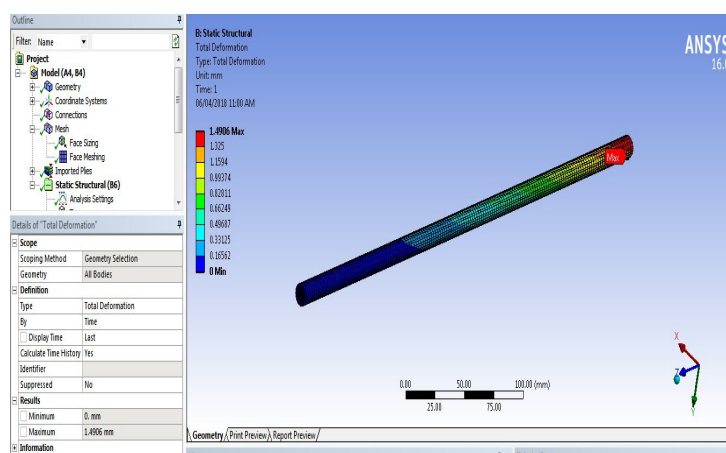 Outline
Filter: Name
Project
Model (A4, B4)
Geometry
Coordinate Systems
Connections
Mesh
Face Sizing
Face Meshing
Imported Plies
Static Structural (B6)
Analysis Settings
Details of "Total Deformation"
Scope
Scoping Method Geometry Selection
Geometry All Bodies
Definition
Type Total Deformation
By Time
Display Time Last
Calculate Time History Yes
Identifier
Suppressed No
Results
Minimum 0. mm
Maximum 1.4906 mm
Information
B: Static Structural
Total Deformation
Type: Total Deformation
Unit: mm
Time: 1
06/04/2018 11:00 AM
1.4906 Max
1.325
1.1594
0.99374
0.82811
0.66249
0.49687
0.33125
0.16562
0 Min
ANSYS
16.0
Max
0.00 50.00 100.00 (mm)
25.00 75.00
X
Z
Y
Geometry Print Preview Report Preview